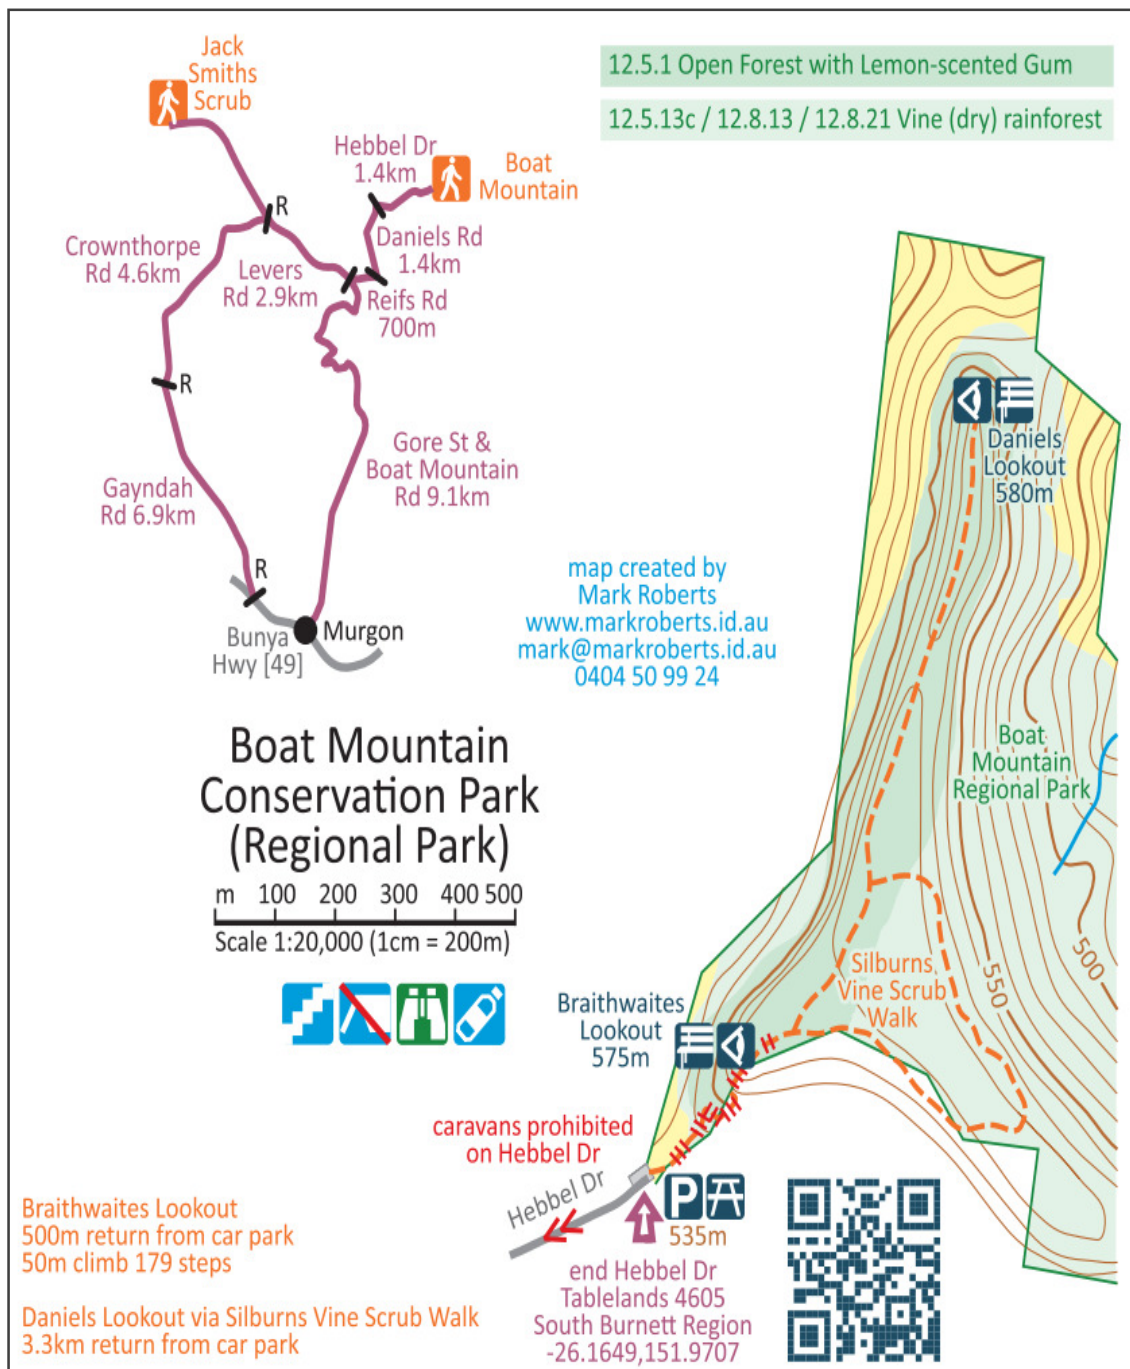 Jack
Smiths
Scrub
12.5.1 Open Forest with Lemon-scented Gum
12.5.13c / 12.8.13 / 12.8.21 Vine (dry) rainforest
Hebbel Dr
1.4km
Boat
Mountain
R
Crownthorpe
Rd 4.6km
Levers
Rd 2.9km
Daniels Rd
1.4km
Reifs Rd
700m
R
Gore St &
Boat Mountain
Rd 9.1km
Gayndah
Rd 6.9km
R
Bunya
Hwy [49]
Murgon
Daniels
Lookout
580m
map created by
Mark Roberts
www.markroberts.id.au
mark@markroberts.id.au
0404 50 99 24
Boat Mountain
Conservation Park
(Regional Park)
m 100 200 300 400 500
Scale 1:20,000 (1cm = 200m)
Boat
Mountain
Regional Park
500
550
Silburns
Vine Scrub
Walk
Braithwaites
Lookout
575m
caravans prohibited
on Hebbel Dr
Hebbel Dr
P
535m
end Hebbel Dr
Tablelands 4605
South Burnett Region
-26.1649,151.9707
Braithwaites Lookout
500m return from car park
50m climb 179 steps
Daniels Lookout via Silburns Vine Scrub Walk
3.3km return from car park